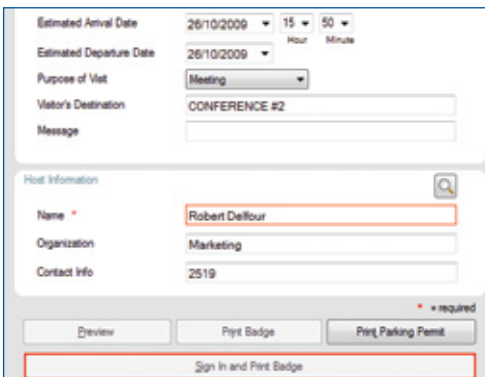 Estimated Arrival Date 26/10/2009 15 50
Hour Minute
Estimated Departure Date 26/10/2009
Purpose of Visit Meeting
Visitor's Destination CONFERENCE #2
Message
Host Information
Name * Robert Delfour
Organization Marketing
Contact Info 2519
* = required
Preview Print Badge Print Parking Permit
Sign In and Print Badge